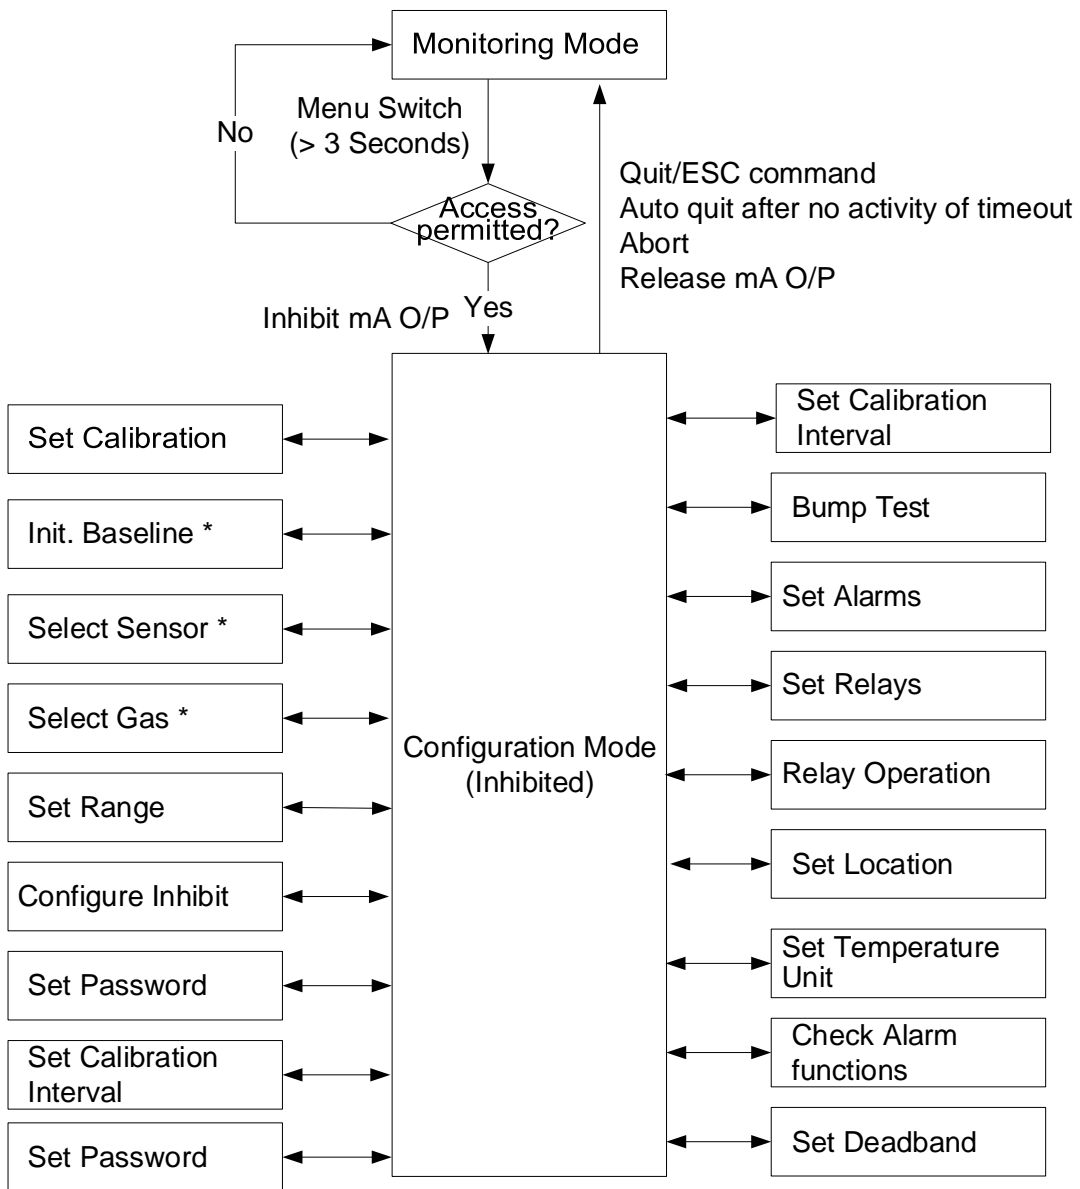 Monitoring Mode
Menu Switch
(> 3 Seconds)
No
Access
permitted?
Quit/ESC command
Auto quit after no activity of timeout
Abort
Release mA O/P
Inhibit mA O/P
Yes
Configuration Mode
(Inhibited)
Set Calibration
Init. Baseline *
Select Sensor *
Select Gas *
Set Range
Configure Inhibit
Set Password
Set Calibration
Interval
Set Password
Set Calibration
Interval
Bump Test
Set Alarms
Set Relays
Relay Operation
Set Location
Set Temperature
Unit
Check Alarm
functions
Set Deadband